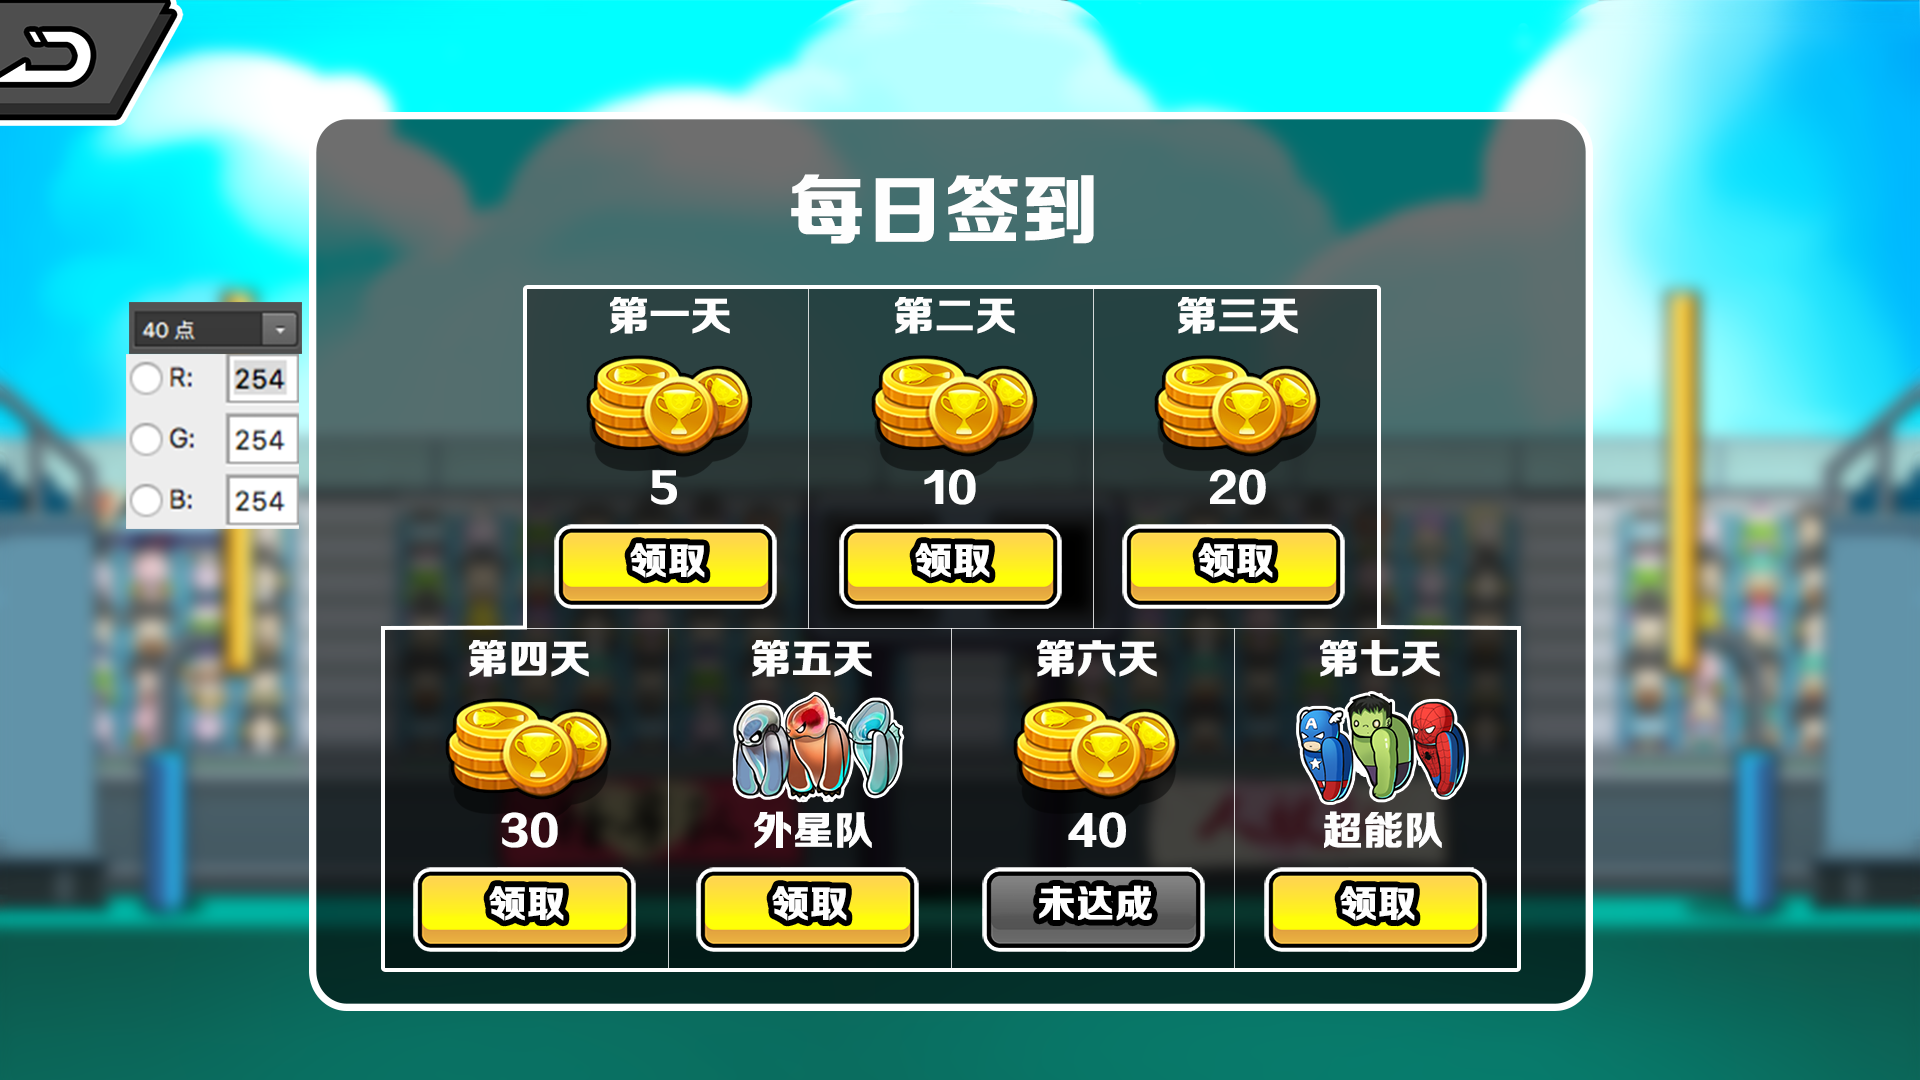 每日签到
40 点
R: 254
G: 254
B: 254
第一天
5
领取
第二天
10
领取
第三天
20
领取
第四天
30
领取
第五天
外星队
领取
第六天
40
未达成
第七天
A
超能队
领取